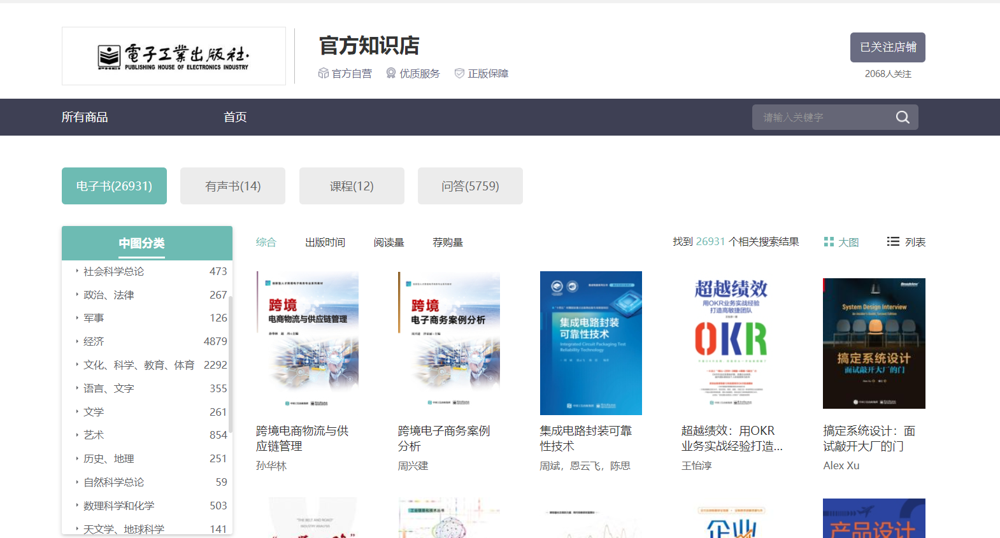 電子工業出版社.
PUBLISHING HOUSE OF ELECTRONICS INDUSTRY
官方知识店
官方自营 优质服务 正版保障
已关注店铺
2068人关注
所有商品 首页 请输入关键字
电子书(26931) 有声书(14) 课程(12) 问答(5759)
中图分类
社会科学总论 473
政治、法律 267
军事 126
经济 4879
文化、科学、教育、体育 2292
语言、文字 355
文学 261
艺术 854
历史、地理 251
自然科学总论 59
数理科学和化学 503
天文学、地球科学 141
综合 出版时间 阅读量 荐购量 找到 26931 个相关搜索结果 大图 列表
跨境
电商物流与供应链管理
跨境
电子商务案例分析
集成电路封装
可靠性技术
Integrated Circuit Packaging Test
Reliability Technology
超越绩效
用OKR业务实战经验
打造高敏捷团队
OKR
System Design Interview
搞定系统设计
面试敲开大厂的门
跨境电商物流与供
应链管理
孙华林
跨境电子商务案例
分析
周兴建
集成电路封装可靠
性技术
周斌，恩云飞，陈思
超越绩效：用OKR
业务实战经验打造...
王怡淳
搞定系统设计：面
试敲开大厂的门
Alex Xu
"THE BELT AND ROAD"
INDUSTRY ANALYSIS
企业
产品设计